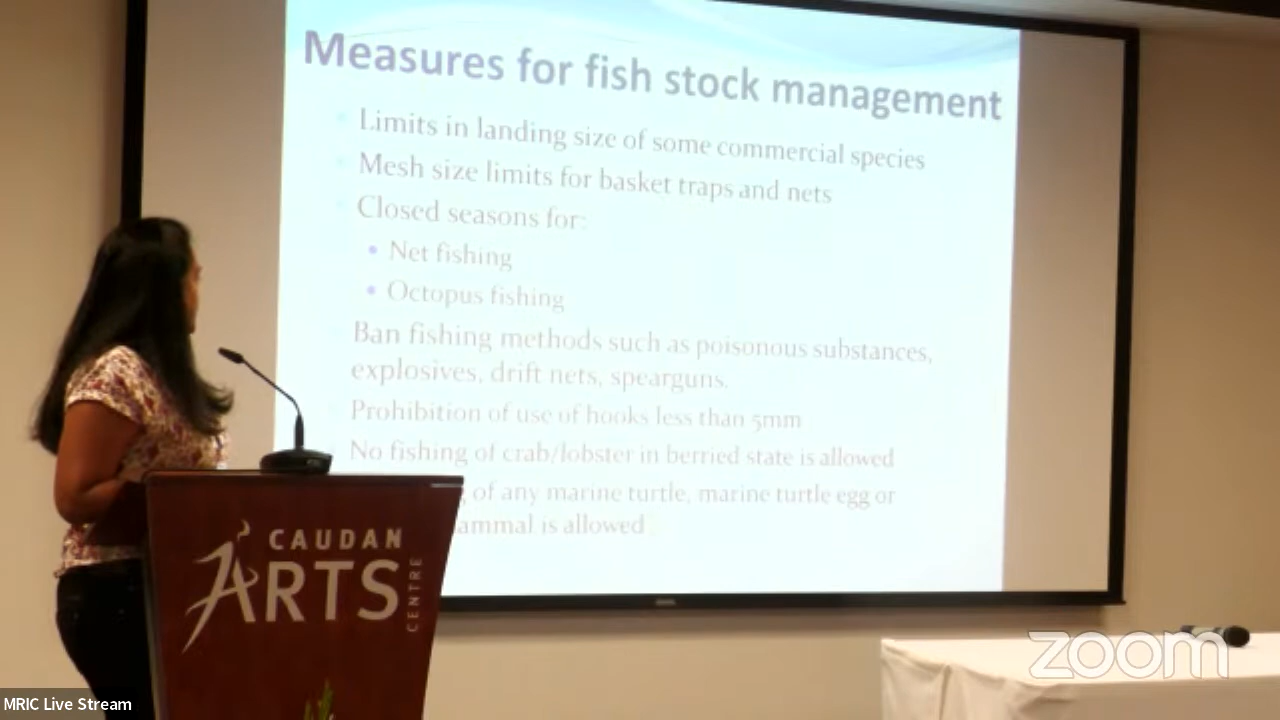 Measures for fish stock management
Limits in landing size of some commercial species
Mesh size limits for basket traps and nets
Closed seasons for:
• Net fishing
• Octopus fishing
Ban fishing methods such as poisonous substances,
explosives, drift nets, spearguns.
Prohibition of use of hooks less than 5mm
No fishing of crab/lobster in berried state is allowed
of any marine turtle, marine turtle egg or
ammal is allowed
CAUDAN
ARTS
CENTRE
zoom
MRIC Live Stream